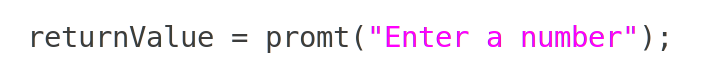 returnValue = promt("Enter a number");